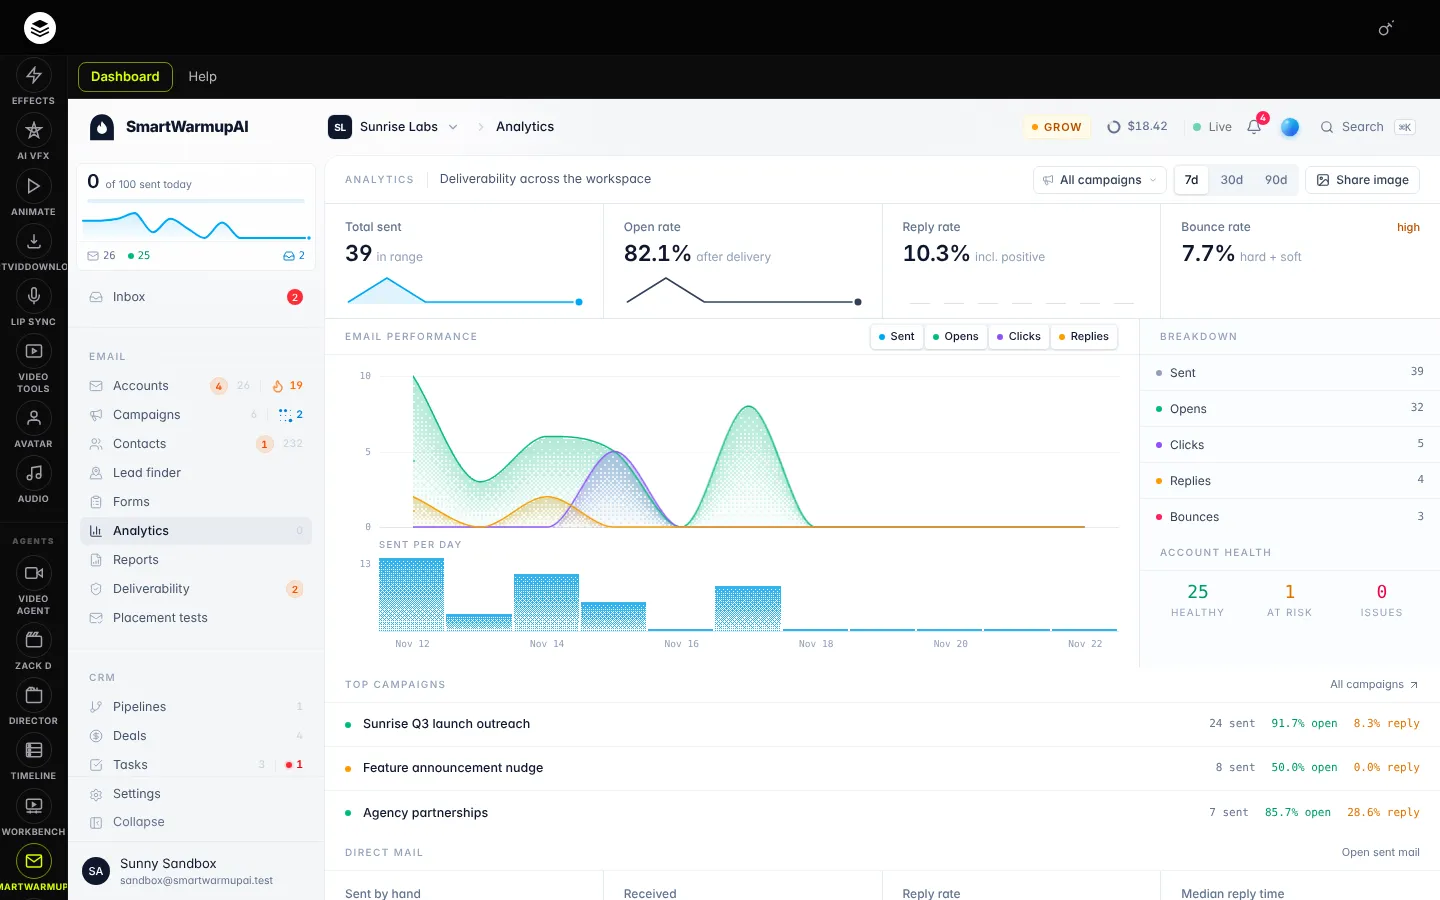 Dashboard
Help
EFFECTS
AI VFX
ANIMATE
TVIDDOWNLO
LIP SYNC
VIDEO
TOOLS
AVATAR
AUDIO
AGENTS
VIDEO
AGENT
ZACK D
DIRECTOR
TIMELINE
WORKBENCH
MARTWARMUP
SmartWarmupAI
SL Sunrise Labs
Analytics
GROW
$18.42
Live
4
Search ⌘K
0 of 100 sent today
26 25 2
Inbox 2
EMAIL
Accounts 4 26 19
Campaigns 6 2
Contacts 1 232
Lead finder
Forms
Analytics 0
Reports
Deliverability 2
Placement tests
CRM
Pipelines 1
Deals 4
Tasks 3 1
Settings
Collapse
SA Sunny Sandbox
sandbox@smartwarmupai.test
ANALYTICS Deliverability across the workspace
All campaigns
7d 30d 90d
Share image
Total sent
39 in range
Open rate
82.1% after delivery
Reply rate
10.3% incl. positive
Bounce rate high
7.7% hard + soft
EMAIL PERFORMANCE
Sent Opens Clicks Replies
10
5
0
SENT PER DAY
13
Nov 12 Nov 14 Nov 16 Nov 18 Nov 20 Nov 22
BREAKDOWN
Sent 39
Opens 32
Clicks 5
Replies 4
Bounces 3
ACCOUNT HEALTH
25 1 0
HEALTHY AT RISK ISSUES
TOP CAMPAIGNS All campaigns
Sunrise Q3 launch outreach 24 sent 91.7% open 8.3% reply
Feature announcement nudge 8 sent 50.0% open 0.0% reply
Agency partnerships 7 sent 85.7% open 28.6% reply
DIRECT MAIL Open sent mail
Sent by hand Received Reply rate Median reply time